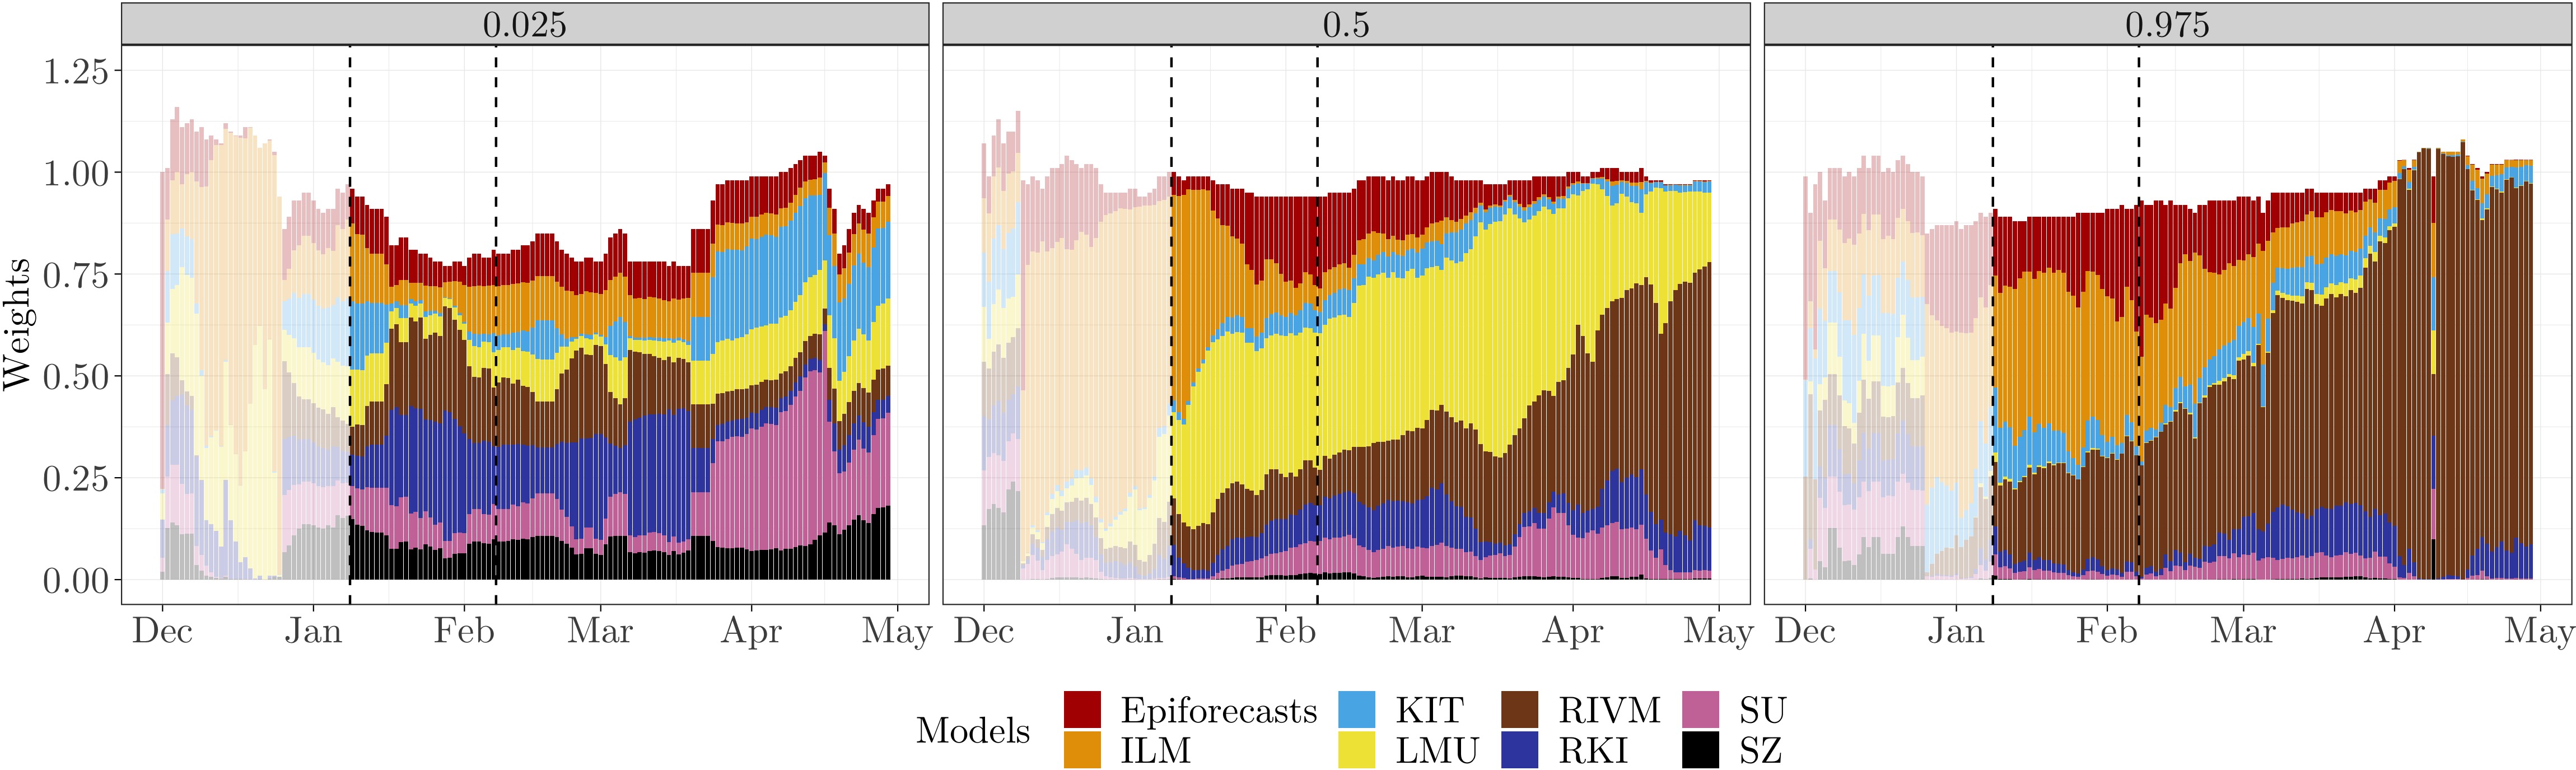 0.025 0.5 0.975
1.25
1.00
0.75
0.50
0.25
0.00
Weights
Dec Jan Feb Mar Apr May Dec Jan Feb Mar Apr May Dec Jan Feb Mar Apr May
Models
Epiforecasts KIT RIVM SU
ILM LMU RKI SZ